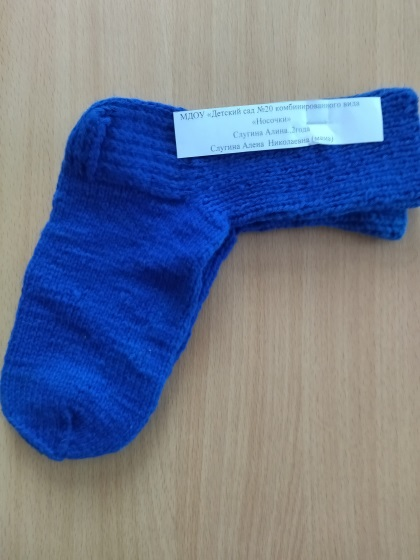 МДОУ «Детский сад №20 комбинированного вида
«Носочки»
Слугина Алина 3года
Слугина Алена Николаевна (мама)